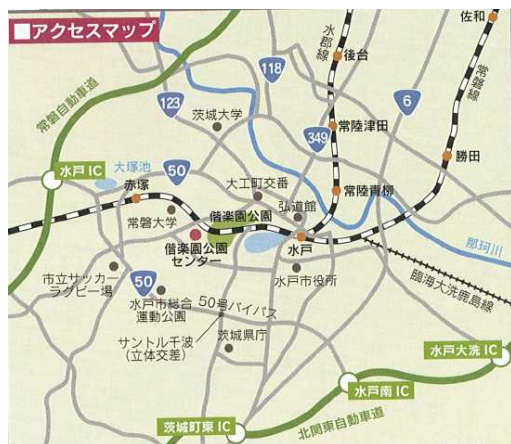 ■アクセスマップ
佐和
水郡線
後台
常磐線
118
6
常磐自動車道
123
茨城大学
349
常陸津田
勝田
水戸IC
大塚池
50
赤塚
大工町交番
弘道館
常陸青柳
常磐大学
偕楽園公園
偕楽園公園
センター
水戸
那珂川
市立サッカー
ラグビー場
50
水戸市役所
臨海大洗鹿島線
水戸市総合
運動公園
50号バイパス
サントル千波
(立体交差)
茨城県庁
水戸大洗IC
水戸南IC
茨城町東IC
北関東自動車道